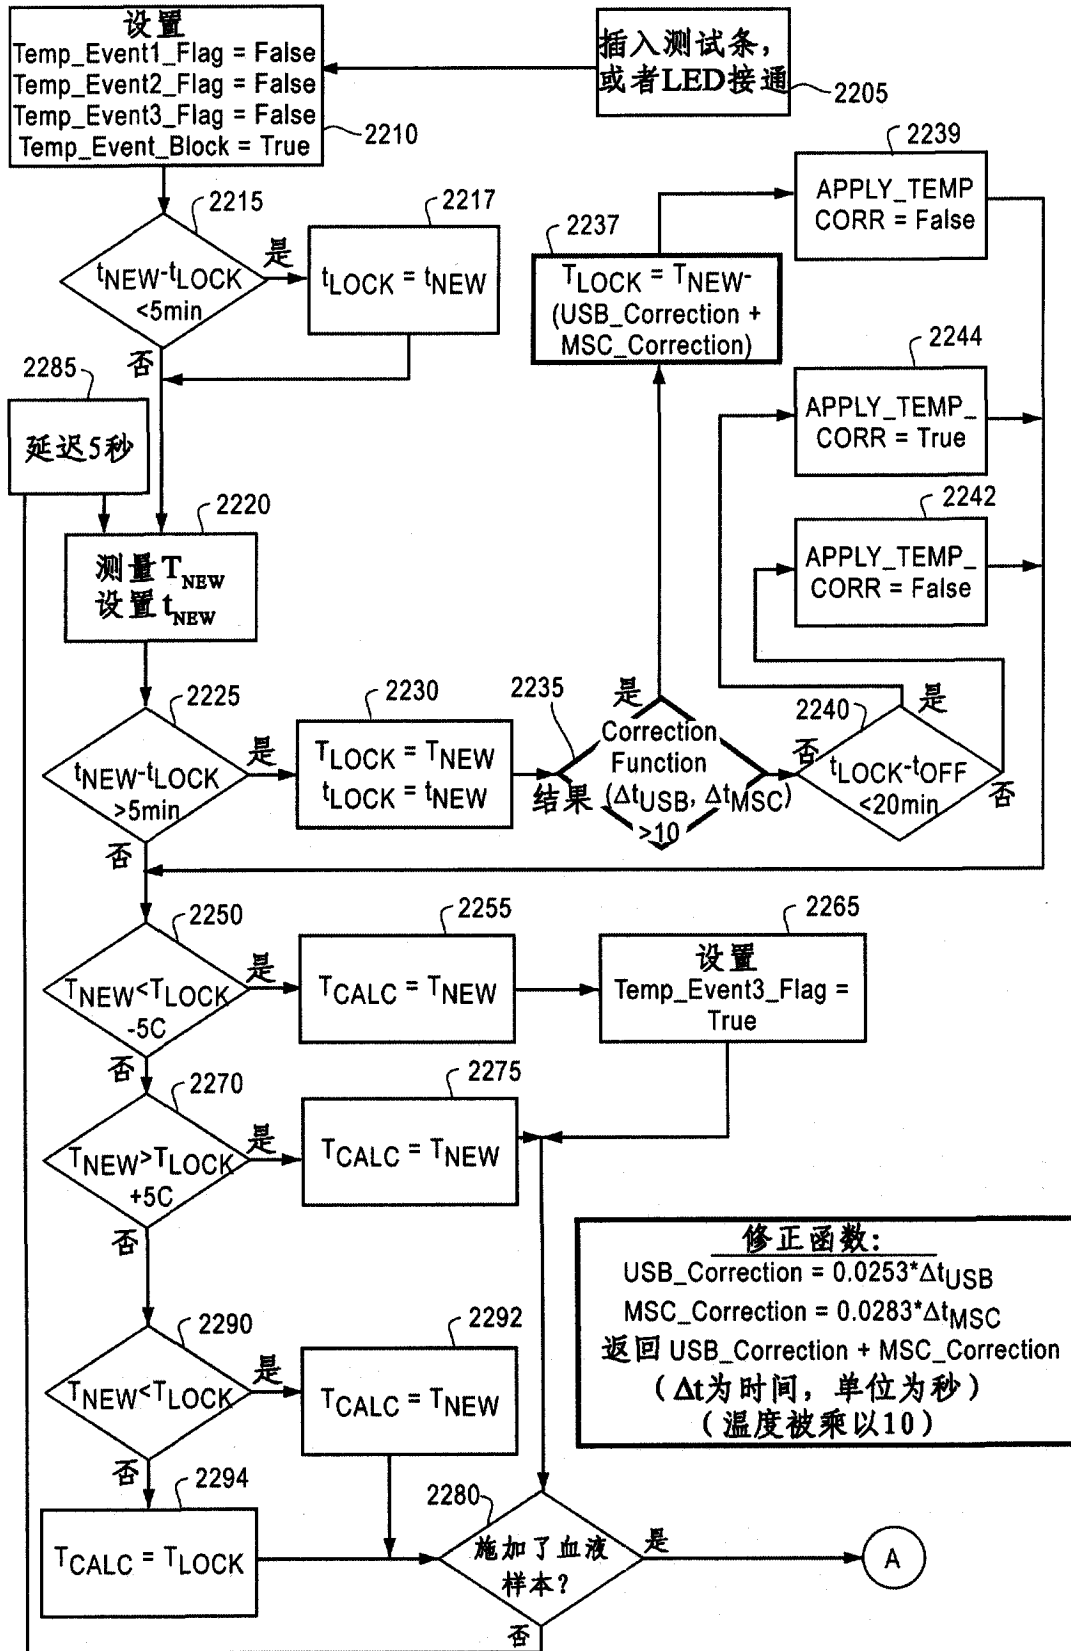 设置
Temp_Event1_Flag = False
Temp_Event2_Flag = False
Temp_Event3_Flag = False
Temp_Event_Block = True
2210
插入测试条，
或者LED接通
2205
2215
tNEW-tLOCK
<5min
是
否
2217
tLOCK = tNEW
2285
延迟5秒
2220
测量TNEW
设置tNEW
2225
tNEW-tLOCK
>5min
是
否
2230
TLOCK = TNEW
tLOCK = tNEW
2235
Correction
Function
(ΔtUSB, ΔtMSC)
>10
结果
是
否
2237
TLOCK = TNEW-
(USB_Correction +
MSC_Correction)
2239
APPLY_TEMP
CORR = False
2244
APPLY_TEMP_
CORR = True
2242
APPLY_TEMP_
CORR = False
2240
tLOCK-tOFF
<20min
是
否
2250
TNEW<TLOCK
-5C
是
否
2255
TCALC = TNEW
2265
设置
Temp_Event3_Flag =
True
2270
TNEW>TLOCK
+5C
是
否
2275
TCALC = TNEW
修正函数:
USB_Correction = 0.0253*ΔtUSB
MSC_Correction = 0.0283*ΔtMSC
返回 USB_Correction + MSC_Correction
(Δt为时间，单位为秒)
(温度被乘以10)
2290
TNEW<TLOCK
是
否
2292
TCALC = TNEW
2294
TCALC = TLOCK
2280
施加了血液
样本?
是
否
A